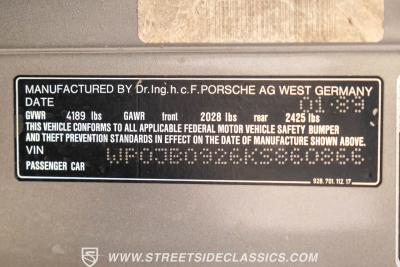 MANUFACTURED BY Dr.Ing.h.c.F.PORSCHE AG WEST GERMANY
DATE 01 89
GVWR 4189 lbs GAWR front 2028 lbs rear 2425 lbs
THIS VEHICLE CONFORMS TO ALL APPLICABLE FEDERAL MOTOR VEHICLE SAFETY BUMPER
AND THEFT PREVENTION STANDARDS IN EFFECT ON THE DATE OF MANUFACTURE SHOWN ABOVE.
VIN WP0JB0926KS860866
PASSENGER CAR
928.701.112.17
WWW.STREETSIDECLASSICS.COM